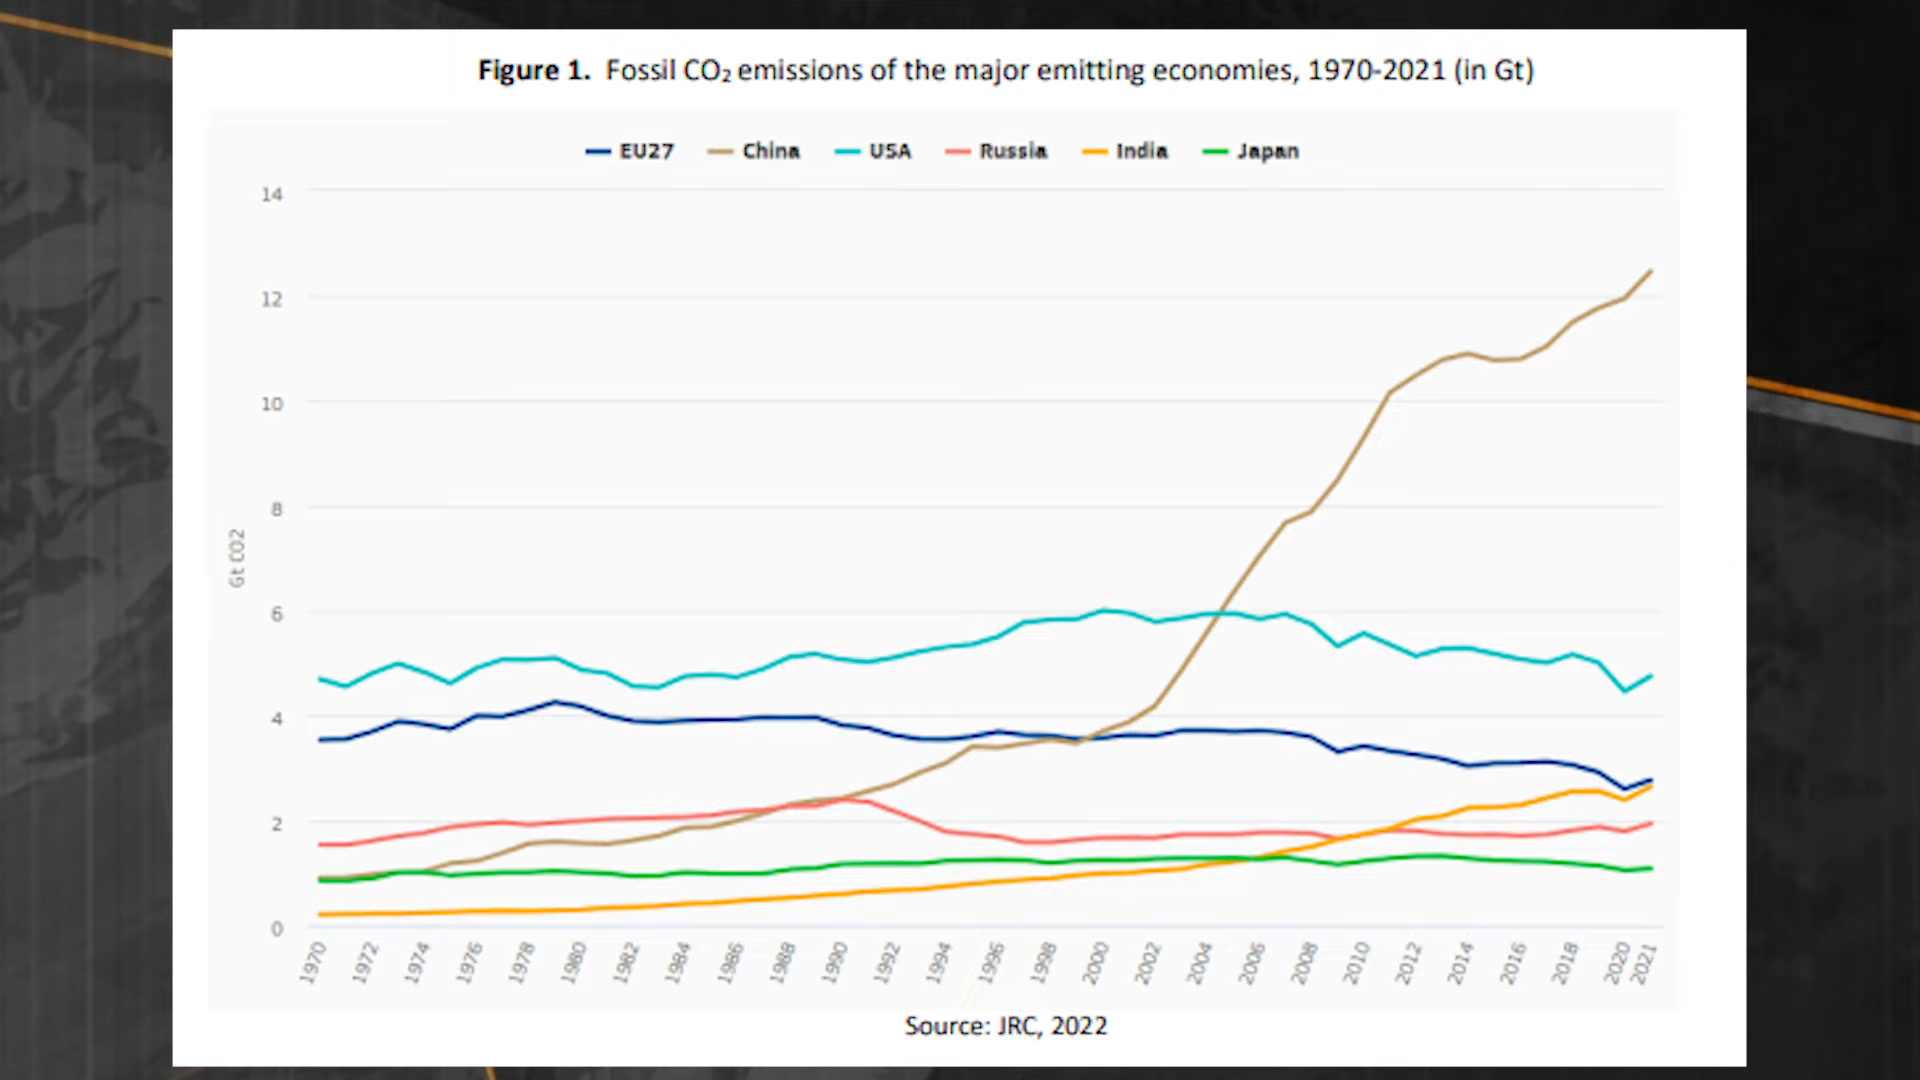 Figure 1. Fossil CO₂ emissions of the major emitting economies, 1970-2021 (in Gt)
EU27 China USA Russia India Japan
14
12
10
8
6
4
2
0
Gt CO2
1970 1972 1974 1976 1978 1980 1982 1984 1986 1988 1990 1992 1994 1996 1998 2000 2002 2004 2006 2008 2010 2012 2014 2016 2018 2020 2021
Source: JRC, 2022